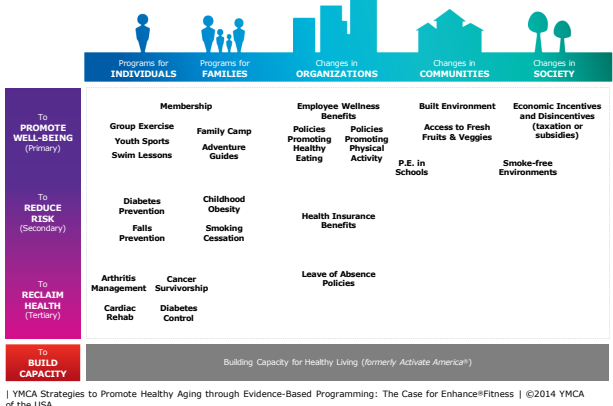 Programs for
INDIVIDUALS
Programs for
FAMILIES
Changes in
ORGANIZATIONS
Changes in
COMMUNITIES
Changes in
SOCIETY
To
PROMOTE
WELL-BEING
(Primary)
Membership
Group Exercise
Youth Sports
Swim Lessons
Family Camp
Adventure
Guides
Employee Wellness
Benefits
Policies
Promoting
Healthy
Eating
Policies
Promoting
Physical
Activity
Built Environment
Access to Fresh
Fruits & Veggies
P.E. in
Schools
Economic Incentives
and Disincentives
(taxation or
subsidies)
Smoke-free
Environments
To
REDUCE
RISK
(Secondary)
Diabetes
Prevention
Falls
Prevention
Childhood
Obesity
Smoking
Cessation
Health Insurance
Benefits
To
RECLAIM
HEALTH
(Tertiary)
Arthritis
Management
Cancer
Survivorship
Cardiac
Rehab
Diabetes
Control
Leave of Absence
Policies
To
BUILD
CAPACITY
Building Capacity for Healthy Living (formerly Activate America®)
| YMCA Strategies to Promote Healthy Aging through Evidence-Based Programming: The Case for Enhance®Fitness | ©2014 YMCA
of the USA